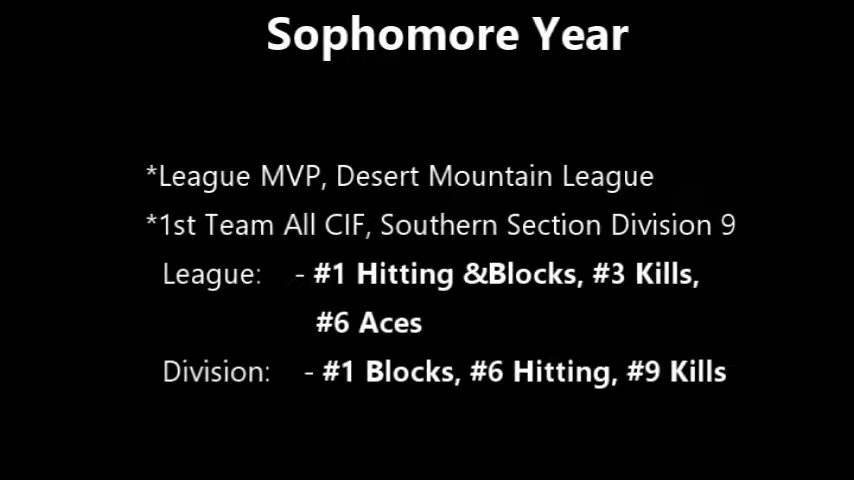 Sophomore Year
*League MVP, Desert Mountain League
*1st Team All CIF, Southern Section Division 9
League: - #1 Hitting &Blocks, #3 Kills,
#6 Aces
Division: - #1 Blocks, #6 Hitting, #9 Kills